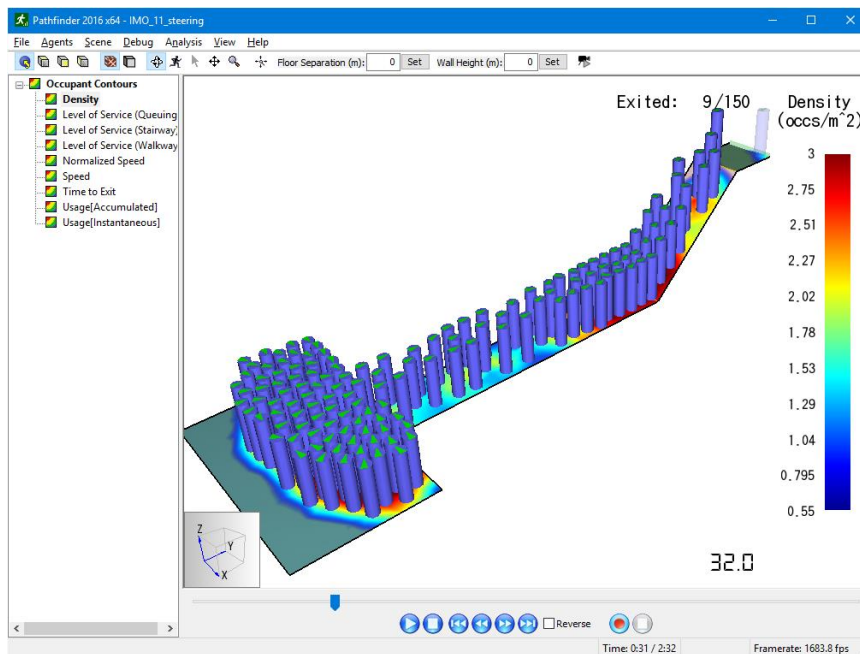 Pathfinder 2016 x64 - IMO_11_steering
File Agents Scene Debug Analysis View Help
Floor Separation (m): 0 Set Wall Height (m): 0 Set
Occupant Contours
Density
Level of Service (Queuing
Level of Service (Stairway)
Level of Service (Walkway
Normalized Speed
Speed
Time to Exit
Usage[Accumulated]
Usage[Instantaneous]
Exited: 9/150
Density
(occs/m^2)
3
2.75
2.51
2.27
2.02
1.78
1.53
1.29
1.04
0.795
0.55
Z
Y
X
32.0
Reverse
Time: 0:31 / 2:32
Framerate: 1683.8 fps